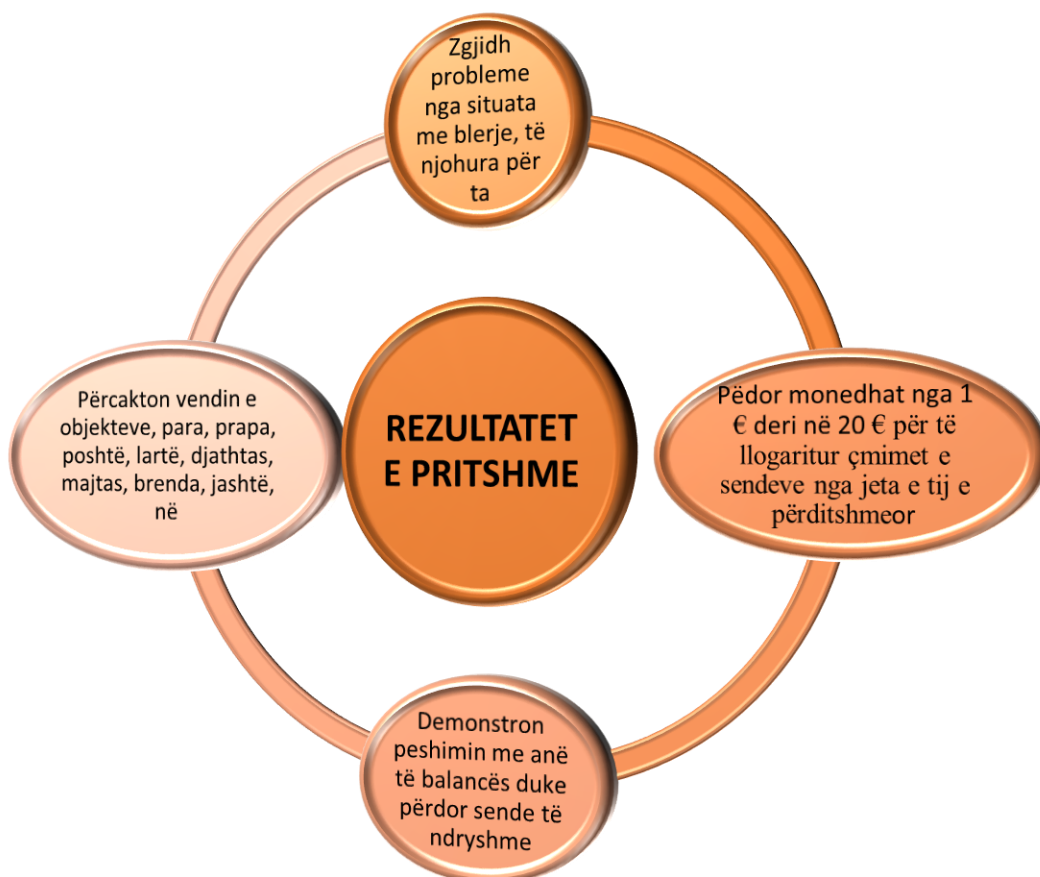 Zgjidh
probleme
nga situata
me blerje, të
njohura për
ta
Përcakton vendin e
objekteve, para, prapa,
poshtë, lartë, djathtas,
majtas, brenda, jashtë,
në
REZULTATET
E PRITSHME
Pëdor monedhat nga 1
€ deri në 20 € për të
llogaritur çmimet e
sendeve nga jeta e tij e
përditshmeor
Demonstron
peshimin me anë
të balancës duke
përdor sende të
ndryshme